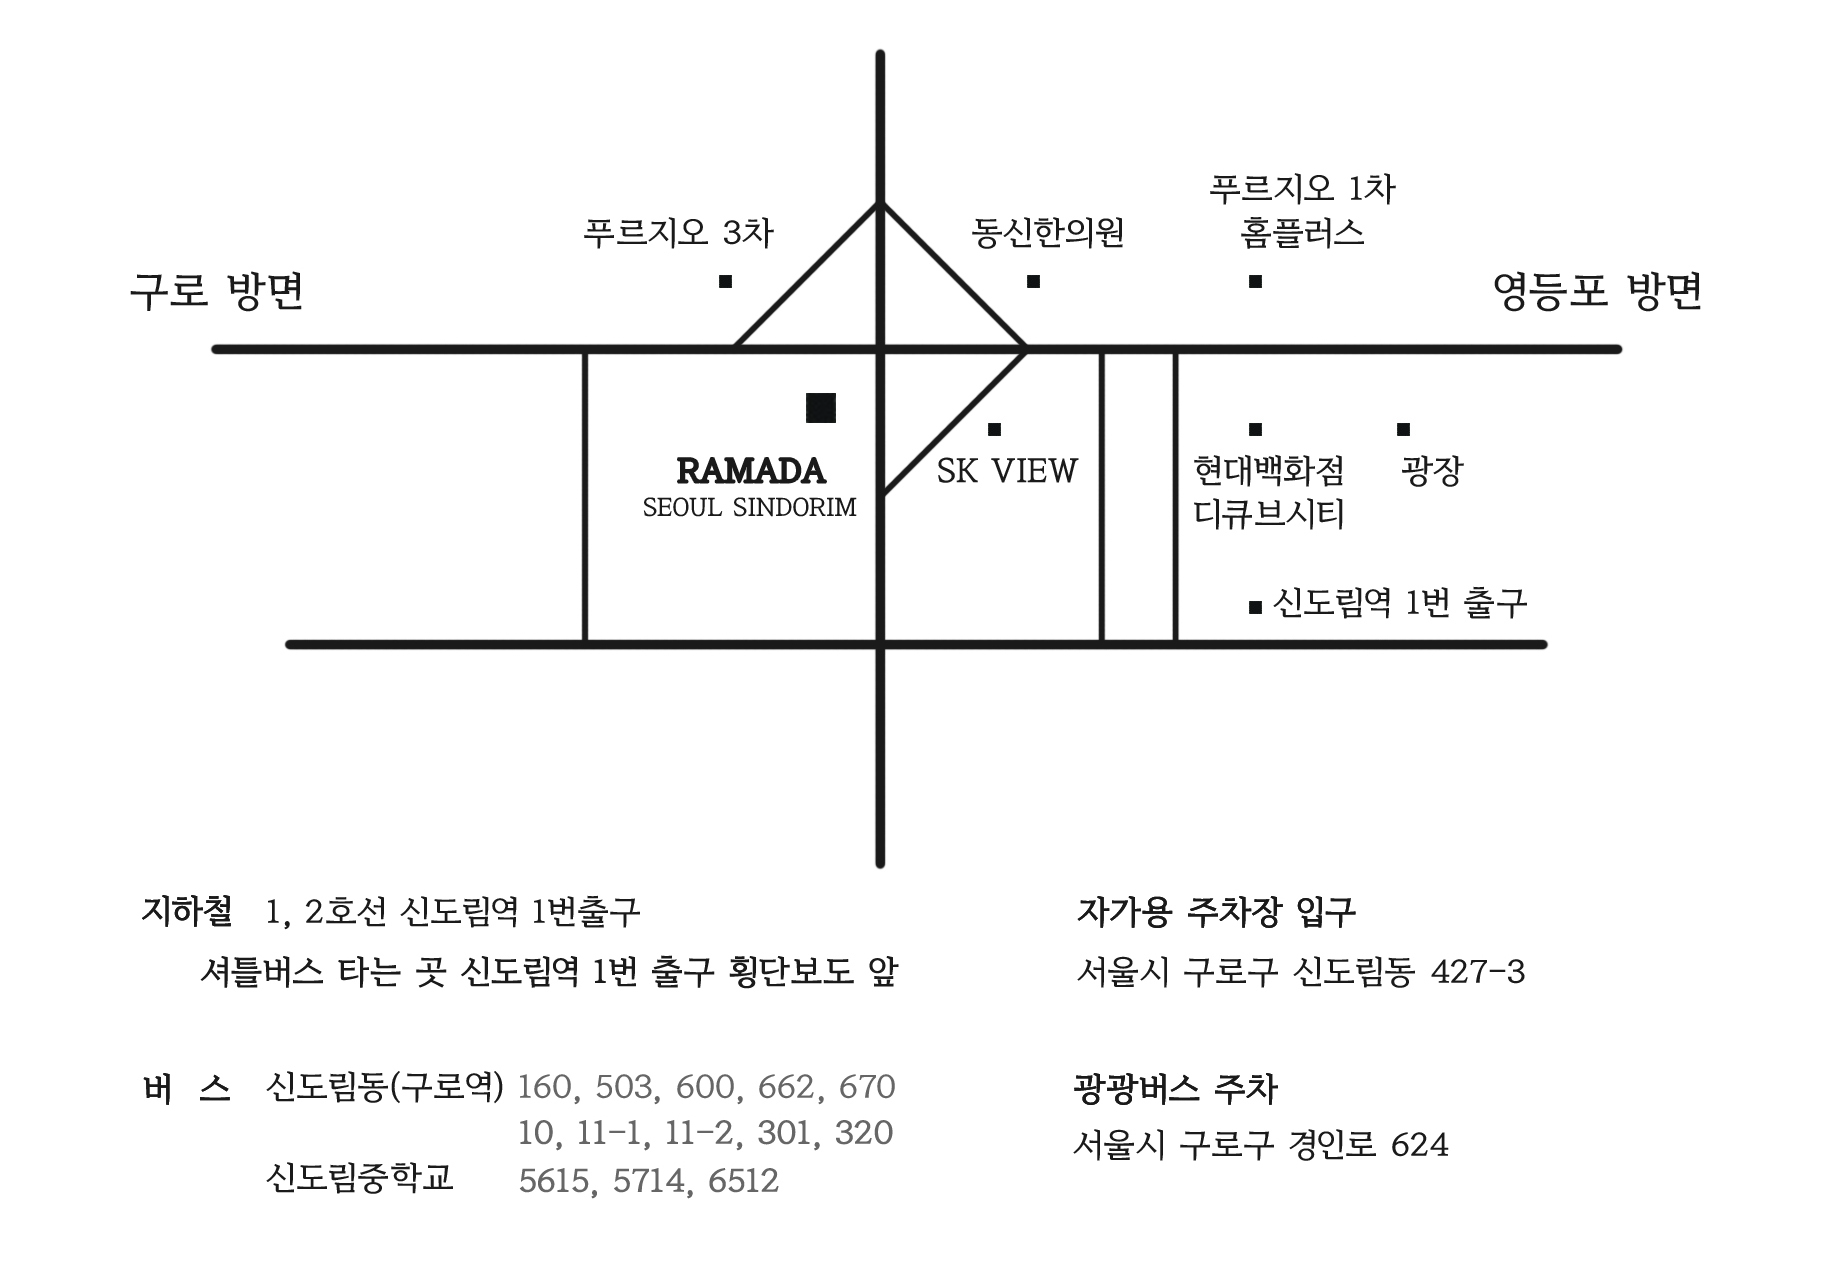 푸르지오 1차
홈플러스
푸르지오 3차
동신한의원
구로 방면
영등포 방면
RAMADA
SEOUL SINDORIM
SK VIEW
현대백화점
디큐브시티
광장
신도림역 1번 출구
지하철 1, 2호선 신도림역 1번출구
셔틀버스 타는 곳 신도림역 1번 출구 횡단보도 앞
버 스 신도림동(구로역) 160, 503, 600, 662, 670
10, 11-1, 11-2, 301, 320
신도림중학교 5615, 5714, 6512
자가용 주차장 입구
서울시 구로구 신도림동 427-3
광광버스 주차
서울시 구로구 경인로 624